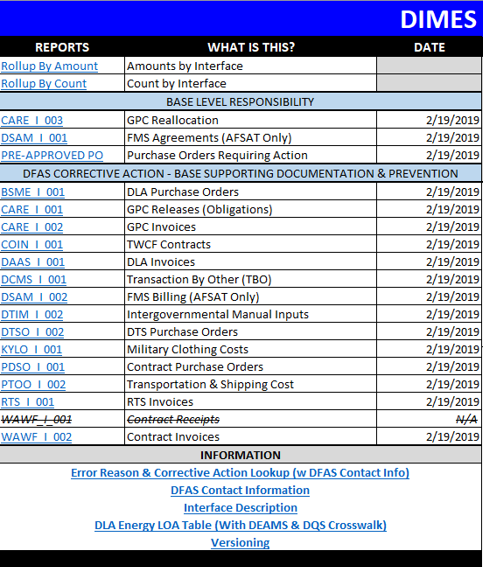 DIMES
REPORTS WHAT IS THIS? DATE
Rollup By Amount Amounts by Interface
Rollup By Count Count by Interface
BASE LEVEL RESPONSIBILITY
CARE_I_003 GPC Reallocation 2/19/2019
DSAM_I_001 FMS Agreements (AFSAT Only) 2/19/2019
PRE-APPROVED PO Purchase Orders Requiring Action 2/19/2019
DFAS CORRECTIVE ACTION - BASE SUPPORTING DOCUMENTATION & PREVENTION
BSME_I_001 DLA Purchase Orders 2/19/2019
CARE_I_001 GPC Releases (Obligations) 2/19/2019
CARE_I_002 GPC Invoices 2/19/2019
COIN_I_001 TWCF Contracts 2/19/2019
DAAS_I_001 DLA Invoices 2/19/2019
DCMS_I_001 Transaction By Other (TBO) 2/19/2019
DSAM_I_002 FMS Billing (AFSAT Only) 2/19/2019
DTIM_I_002 Intergovernmental Manual Inputs 2/19/2019
DTSO_I_002 DTS Purchase Orders 2/19/2019
KYLO_I_001 Military Clothing Costs 2/19/2019
PDSO_I_001 Contract Purchase Orders 2/19/2019
PTOO_I_002 Transportation & Shipping Cost 2/19/2019
RTS_I_001 RTS Invoices 2/19/2019
WAWF_I_001 Contract Receipts N/A
WAWF_I_002 Contract Invoices 2/19/2019
INFORMATION
Error Reason & Corrective Action Lookup (w DFAS Contact Info)
DFAS Contact Information
Interface Description
DLA Energy LOA Table (With DEAMS & DQS Crosswalk)
Versioning